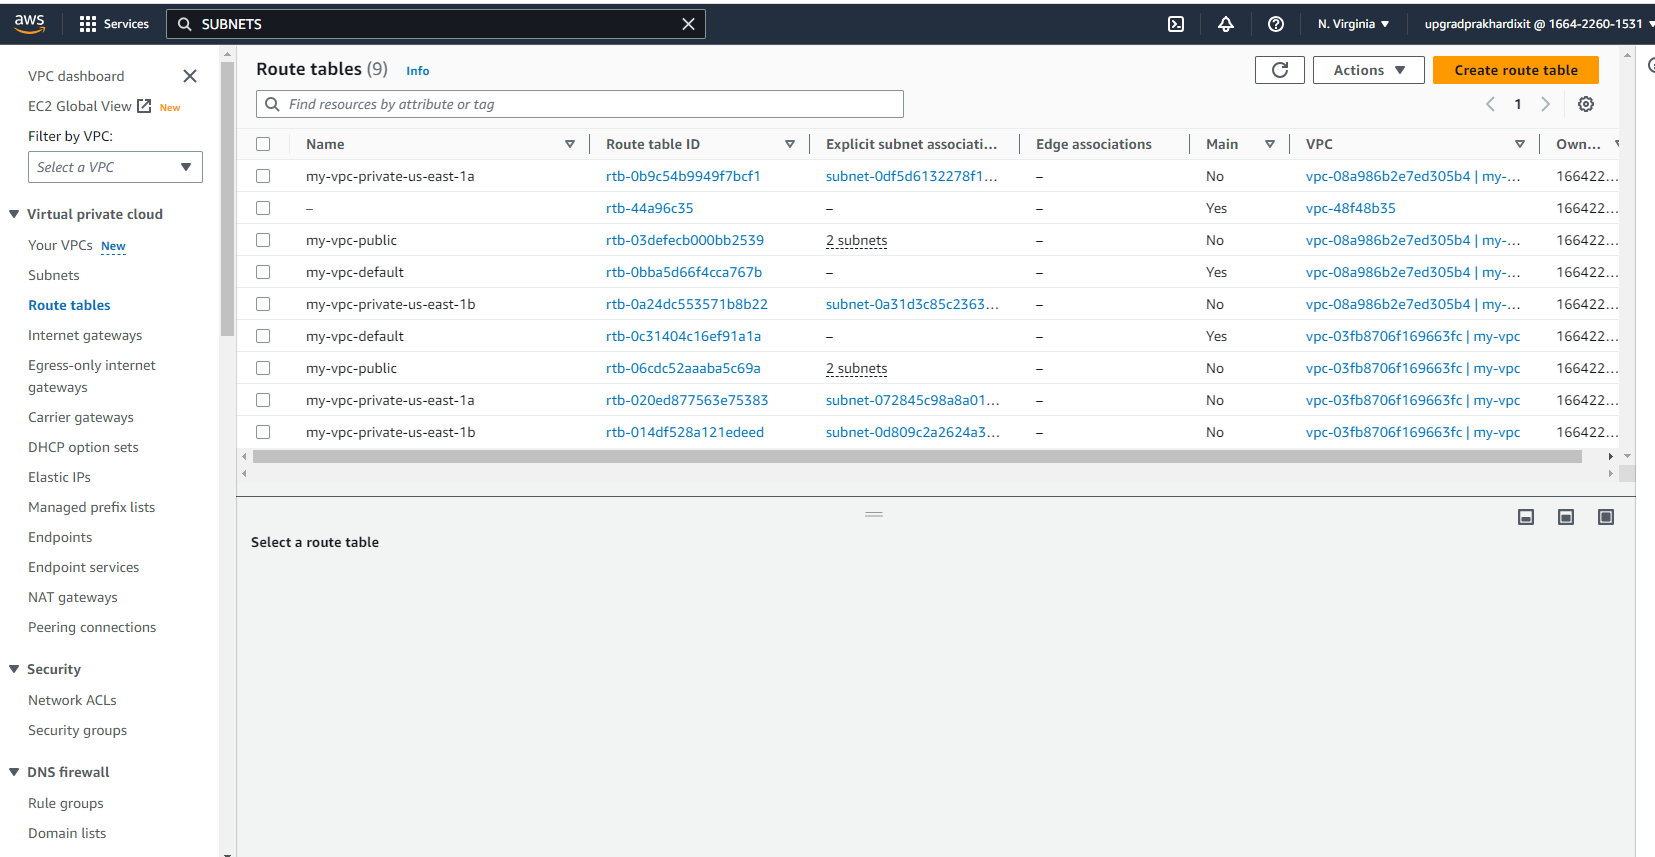 aws Services SUBNETS N. Virginia upgradprakhardixit @ 1664-2260-1531
VPC dashboard
EC2 Global View New
Filter by VPC:
Select a VPC
Virtual private cloud
Your VPCs New
Subnets
Route tables
Internet gateways
Egress-only internet
gateways
Carrier gateways
DHCP option sets
Elastic IPs
Managed prefix lists
Endpoints
Endpoint services
NAT gateways
Peering connections
Security
Network ACLs
Security groups
DNS firewall
Rule groups
Domain lists
Route tables (9) Info
Actions Create route table
Find resources by attribute or tag
1
Name Route table ID Explicit subnet associati... Edge associations Main VPC Own...
my-vpc-private-us-east-1a rtb-0b9c54b9949f7bcf1 subnet-0df5d6132278f1... – No vpc-08a986b2e7ed305b4 | my-... 166422...
– rtb-44a96c35 – – Yes vpc-48f48b35 166422...
my-vpc-public rtb-03defecb000bb2539 2 subnets – No vpc-08a986b2e7ed305b4 | my-... 166422...
my-vpc-default rtb-0bba5d66f4cca767b – – Yes vpc-08a986b2e7ed305b4 | my-... 166422...
my-vpc-private-us-east-1b rtb-0a24dc553571b8b22 subnet-0a31d3c85c2363... – No vpc-08a986b2e7ed305b4 | my-... 166422...
my-vpc-default rtb-0c31404c16ef91a1a – – Yes vpc-03fb8706f169663fc | my-vpc 166422...
my-vpc-public rtb-06cdc52aaaba5c69a 2 subnets – No vpc-03fb8706f169663fc | my-vpc 166422...
my-vpc-private-us-east-1a rtb-020ed877563e75383 subnet-072845c98a8a01... – No vpc-03fb8706f169663fc | my-vpc 166422...
my-vpc-private-us-east-1b rtb-014df528a121edeed subnet-0d809c2a2624a3... – No vpc-03fb8706f169663fc | my-vpc 166422...
Select a route table